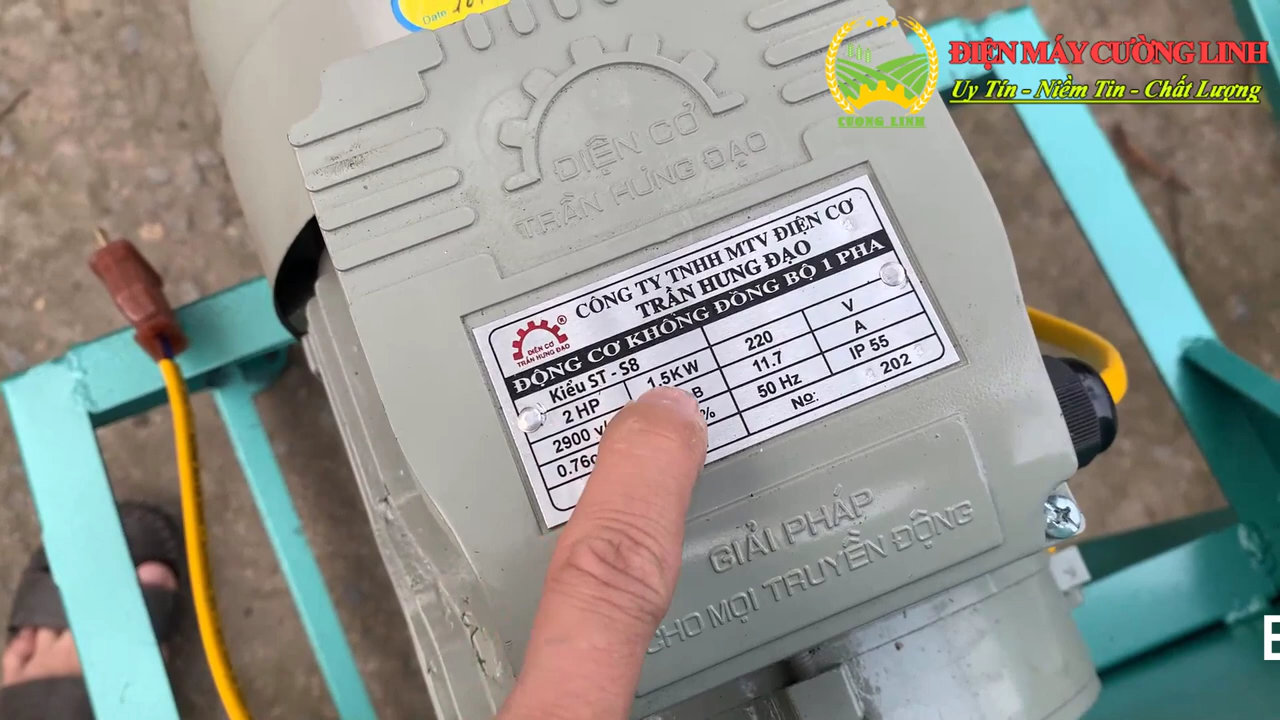 Date
ĐIỆN MÁY CƯỜNG LINH
Uy Tín - Niềm Tin - Chất Lượng
CUONG LINH
ĐIỆN CƠ
TRẦN HƯNG ĐẠO
CÔNG TY TNHH MTV ĐIỆN CƠ
TRẦN HƯNG ĐẠO
ĐIỆN CƠ
TRẦN HƯNG ĐẠO
ĐỘNG CƠ KHÔNG ĐỒNG BỘ 1 PHA
Kiểu ST - S8 220 V
2 HP 1.5KW 11.7 A
2900 B 50 Hz IP 55
% No: 202
GIẢI PHÁP
CHO MỌI TRUYỀN ĐỘNG